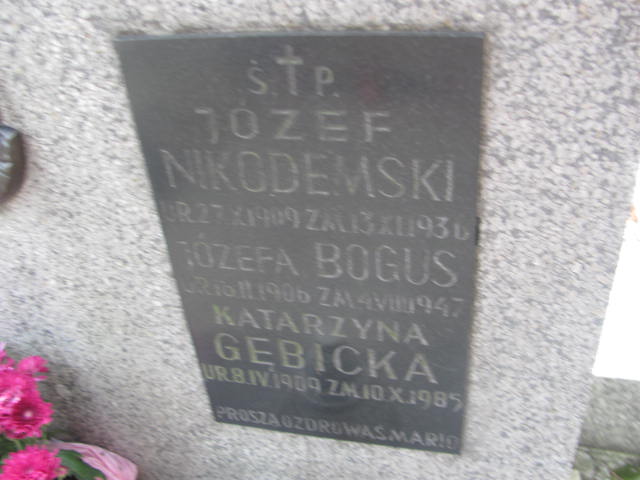 Ś. P.
JÓZEF
NIKODEMSKI
UR.27.X.1909 ZM.13.XII.1936
JÓZEFA BOGUS
UR.16.II.1906 ZM.4.VIII.1947
KATARZYNA
GĘBICKA
UR.8.IV.1909 ZM.10.X.1985
PROSZĄ O ZDROWAŚ MARIO